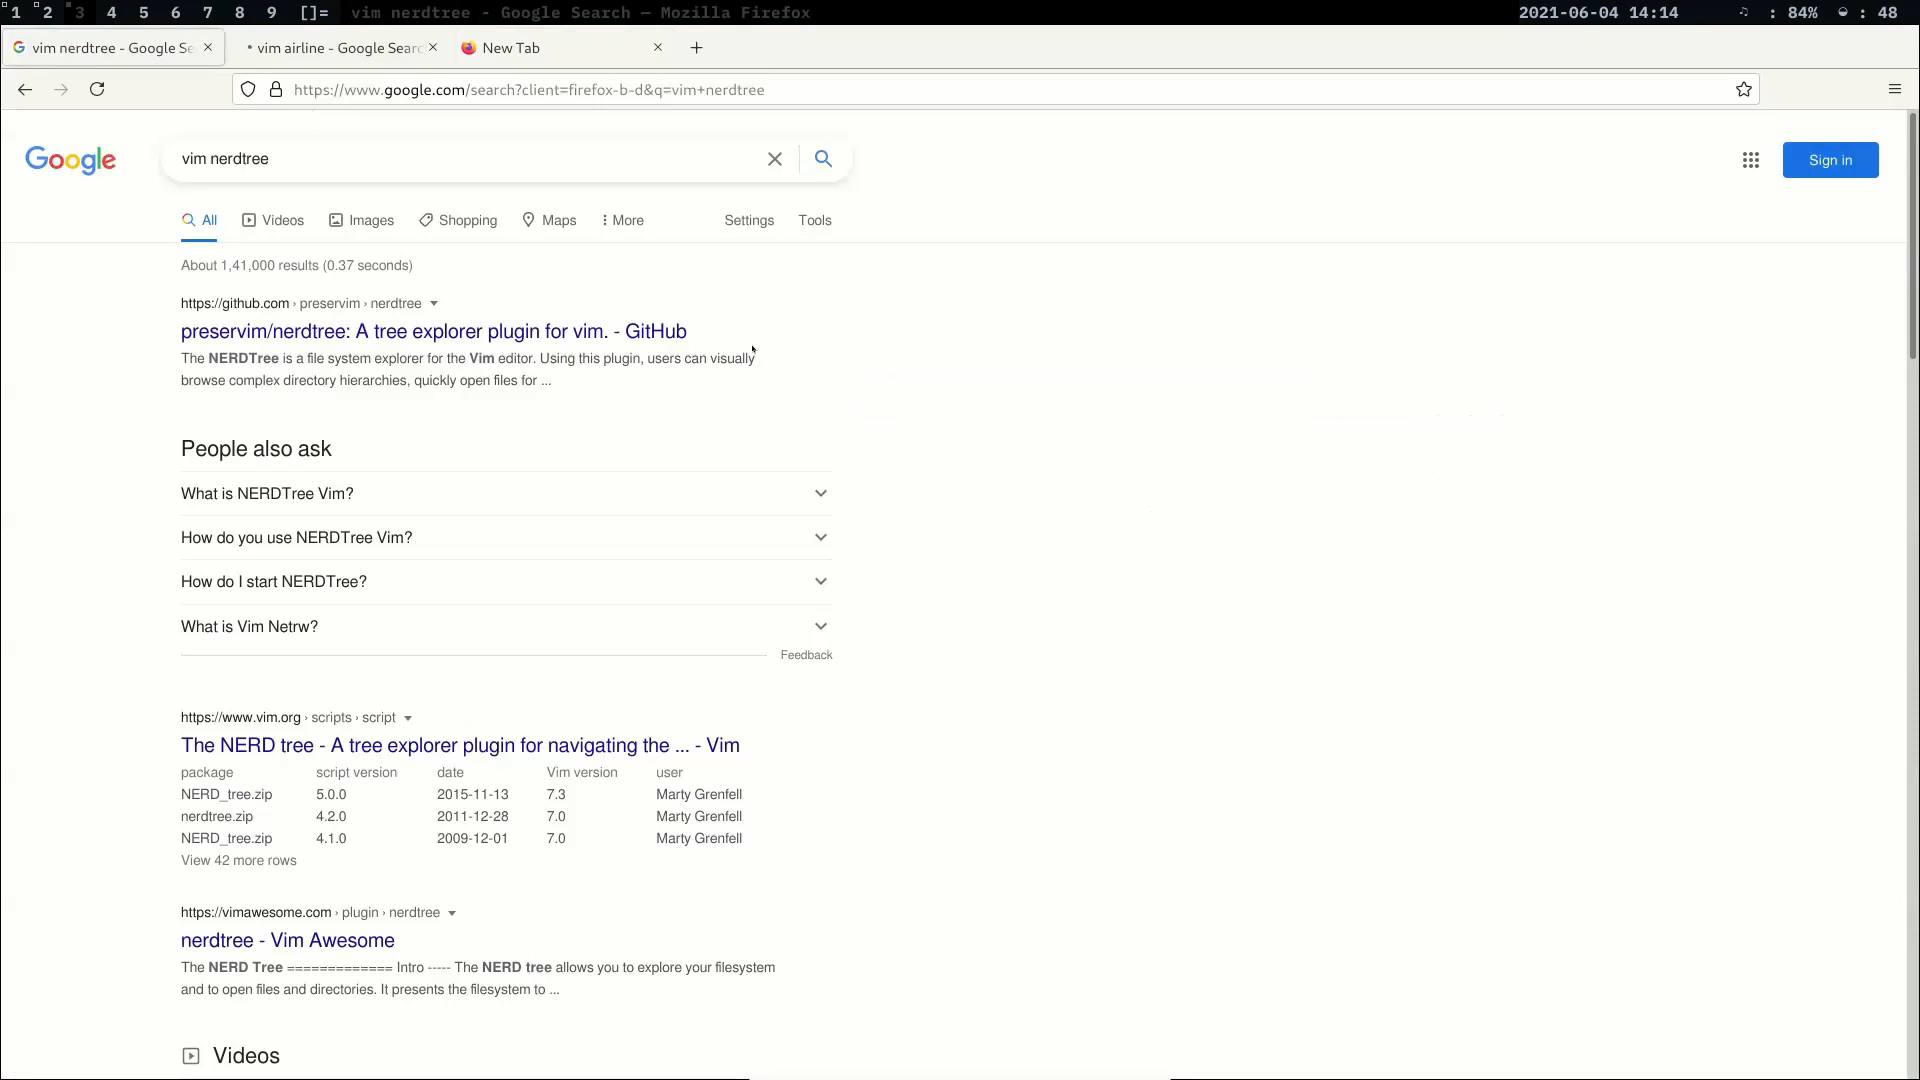 1 2 3 4 5 6 7 8 9 []= vim nerdtree - Google Search — Mozilla Firefox 2021-06-04 14:14 ♫ : 84% : 48
vim nerdtree - Google Se vim airline - Google Searc New Tab
https://www.google.com/search?client=firefox-b-d&q=vim+nerdtree
Google vim nerdtree Sign in
All Videos Images Shopping Maps More Settings Tools
About 1,41,000 results (0.37 seconds)
https://github.com › preservim › nerdtree
preservim/nerdtree: A tree explorer plugin for vim. - GitHub
The NERDTree is a file system explorer for the Vim editor. Using this plugin, users can visually
browse complex directory hierarchies, quickly open files for ...
People also ask
What is NERDTree Vim?
How do you use NERDTree Vim?
How do I start NERDTree?
What is Vim Netrw?
Feedback
https://www.vim.org › scripts › script
The NERD tree - A tree explorer plugin for navigating the ... - Vim
package script version date Vim version user
NERD_tree.zip 5.0.0 2015-11-13 7.3 Marty Grenfell
nerdtree.zip 4.2.0 2011-12-28 7.0 Marty Grenfell
NERD_tree.zip 4.1.0 2009-12-01 7.0 Marty Grenfell
View 42 more rows
https://vimawesome.com › plugin › nerdtree
nerdtree - Vim Awesome
The NERD Tree ============= Intro ----- The NERD tree allows you to explore your filesystem
and to open files and directories. It presents the filesystem to ...
Videos